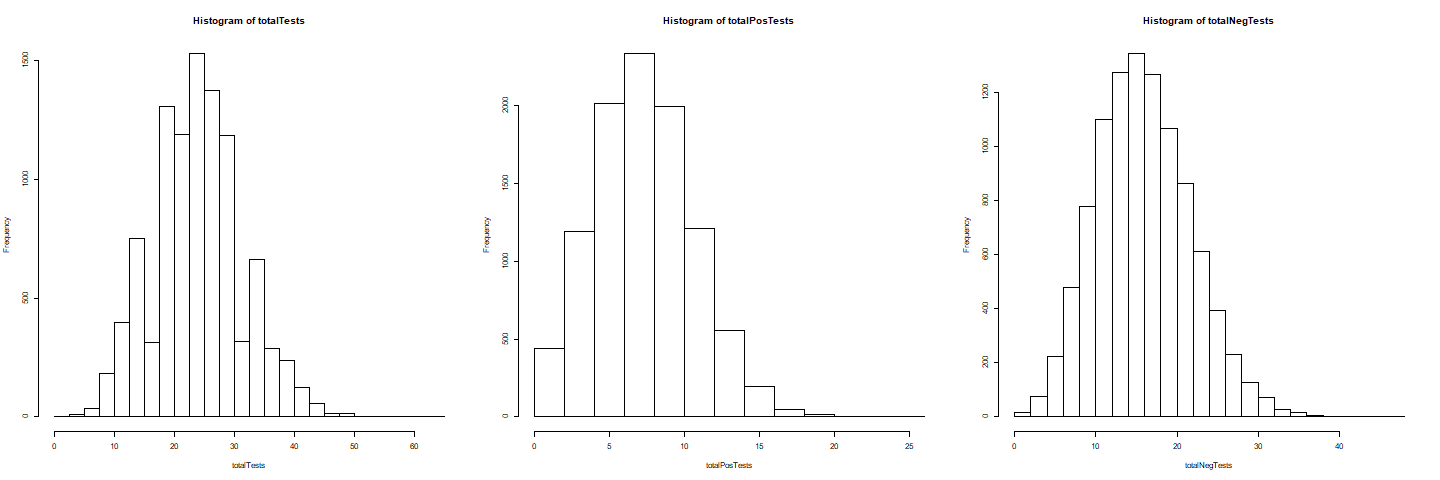 Histogram of totalTests
Frequency
1500
1000
500
0
0 10 20 30 40 50 60
totalTests
Histogram of totalPosTests
Frequency
2000
1500
1000
500
0
0 5 10 15 20 25
totalPosTests
Histogram of totalNegTests
Frequency
1200
1000
800
600
400
200
0
0 10 20 30 40
totalNegTests